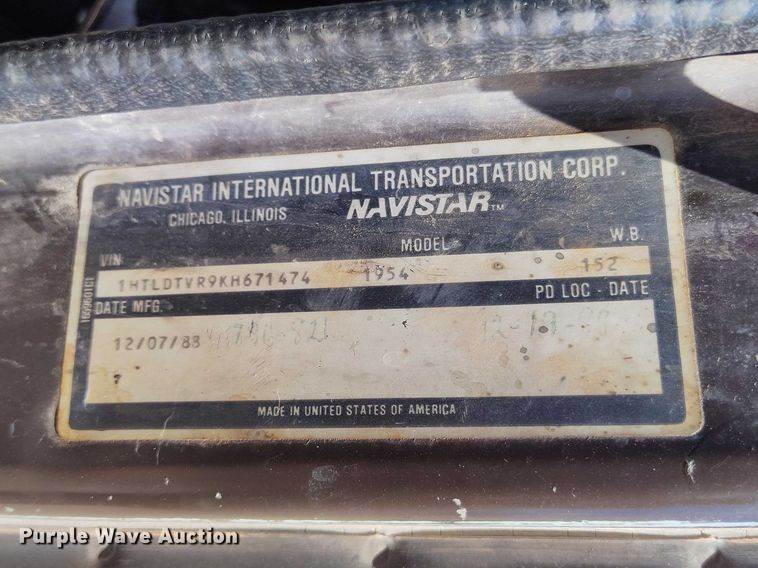 NAVISTAR INTERNATIONAL TRANSPORTATION CORP.
CHICAGO, ILLINOIS NAVISTAR™
VIN MODEL W.B.
1HTLDTVR9KH671474 1954 152
DATE MFG. PD LOC - DATE
12/07/88
?
MADE IN UNITED STATES OF AMERICA
Purple Wave Auction